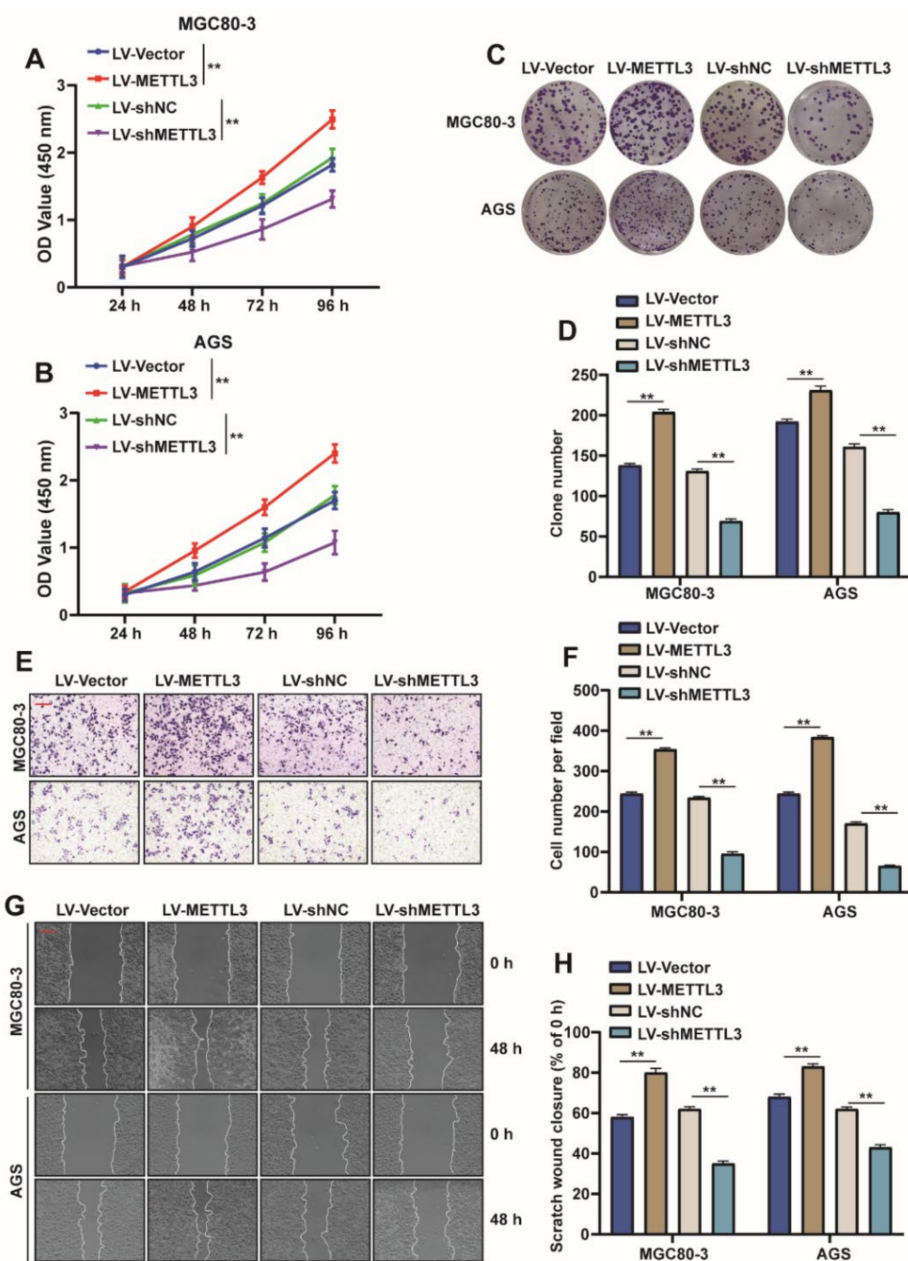 MGC80-3
A
LV-Vector
LV-METTL3
**
LV-shNC
LV-shMETTL3
**
OD Value (450 nm)
3
2
1
0
24 h 48 h 72 h 96 h
AGS
B
LV-Vector
LV-METTL3
**
LV-shNC
LV-shMETTL3
**
OD Value (450 nm)
3
2
1
0
24 h 48 h 72 h 96 h
C
LV-Vector LV-METTL3 LV-shNC LV-shMETTL3
MGC80-3
AGS
D
LV-Vector
LV-METTL3
LV-shNC
LV-shMETTL3
Clone number
250
200
150
100
50
0
** ** ** **
MGC80-3 AGS
E
LV-Vector LV-METTL3 LV-shNC LV-shMETTL3
MGC80-3
AGS
F
LV-Vector
LV-METTL3
LV-shNC
LV-shMETTL3
Cell number per field
500
400
300
200
100
0
** ** ** **
MGC80-3 AGS
G
LV-Vector LV-METTL3 LV-shNC LV-shMETTL3
MGC80-3
0 h
48 h
AGS
0 h
48 h
H
LV-Vector
LV-METTL3
LV-shNC
LV-shMETTL3
Scratch wound closure (% of 0 h)
80
60
40
20
0
** ** ** **
MGC80-3 AGS